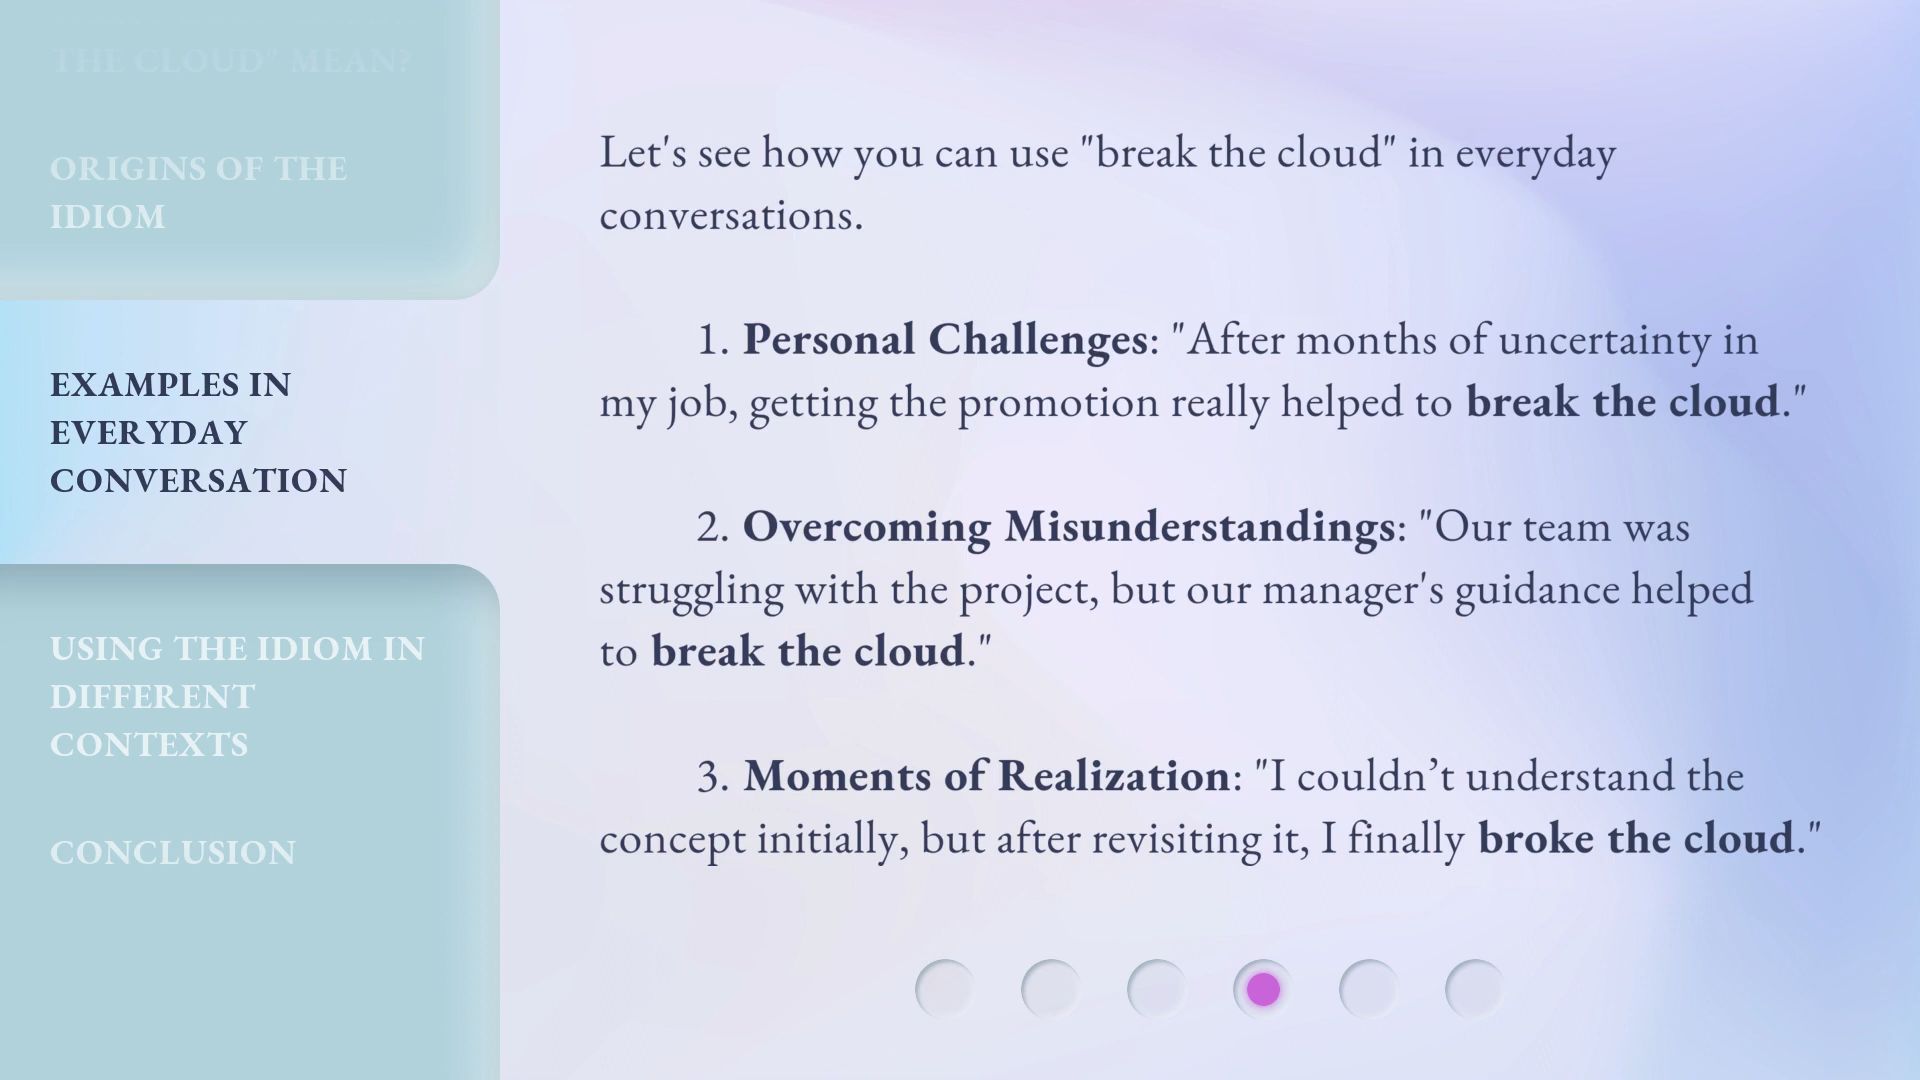 THE CLOUD" MEAN?
ORIGINS OF THE
IDIOM
EXAMPLES IN
EVERYDAY
CONVERSATION
USING THE IDIOM IN
DIFFERENT
CONTEXTS
CONCLUSION
Let's see how you can use "break the cloud" in everyday
conversations.
1. Personal Challenges: "After months of uncertainty in
my job, getting the promotion really helped to break the cloud."
2. Overcoming Misunderstandings: "Our team was
struggling with the project, but our manager's guidance helped
to break the cloud."
3. Moments of Realization: "I couldn’t understand the
concept initially, but after revisiting it, I finally broke the cloud."